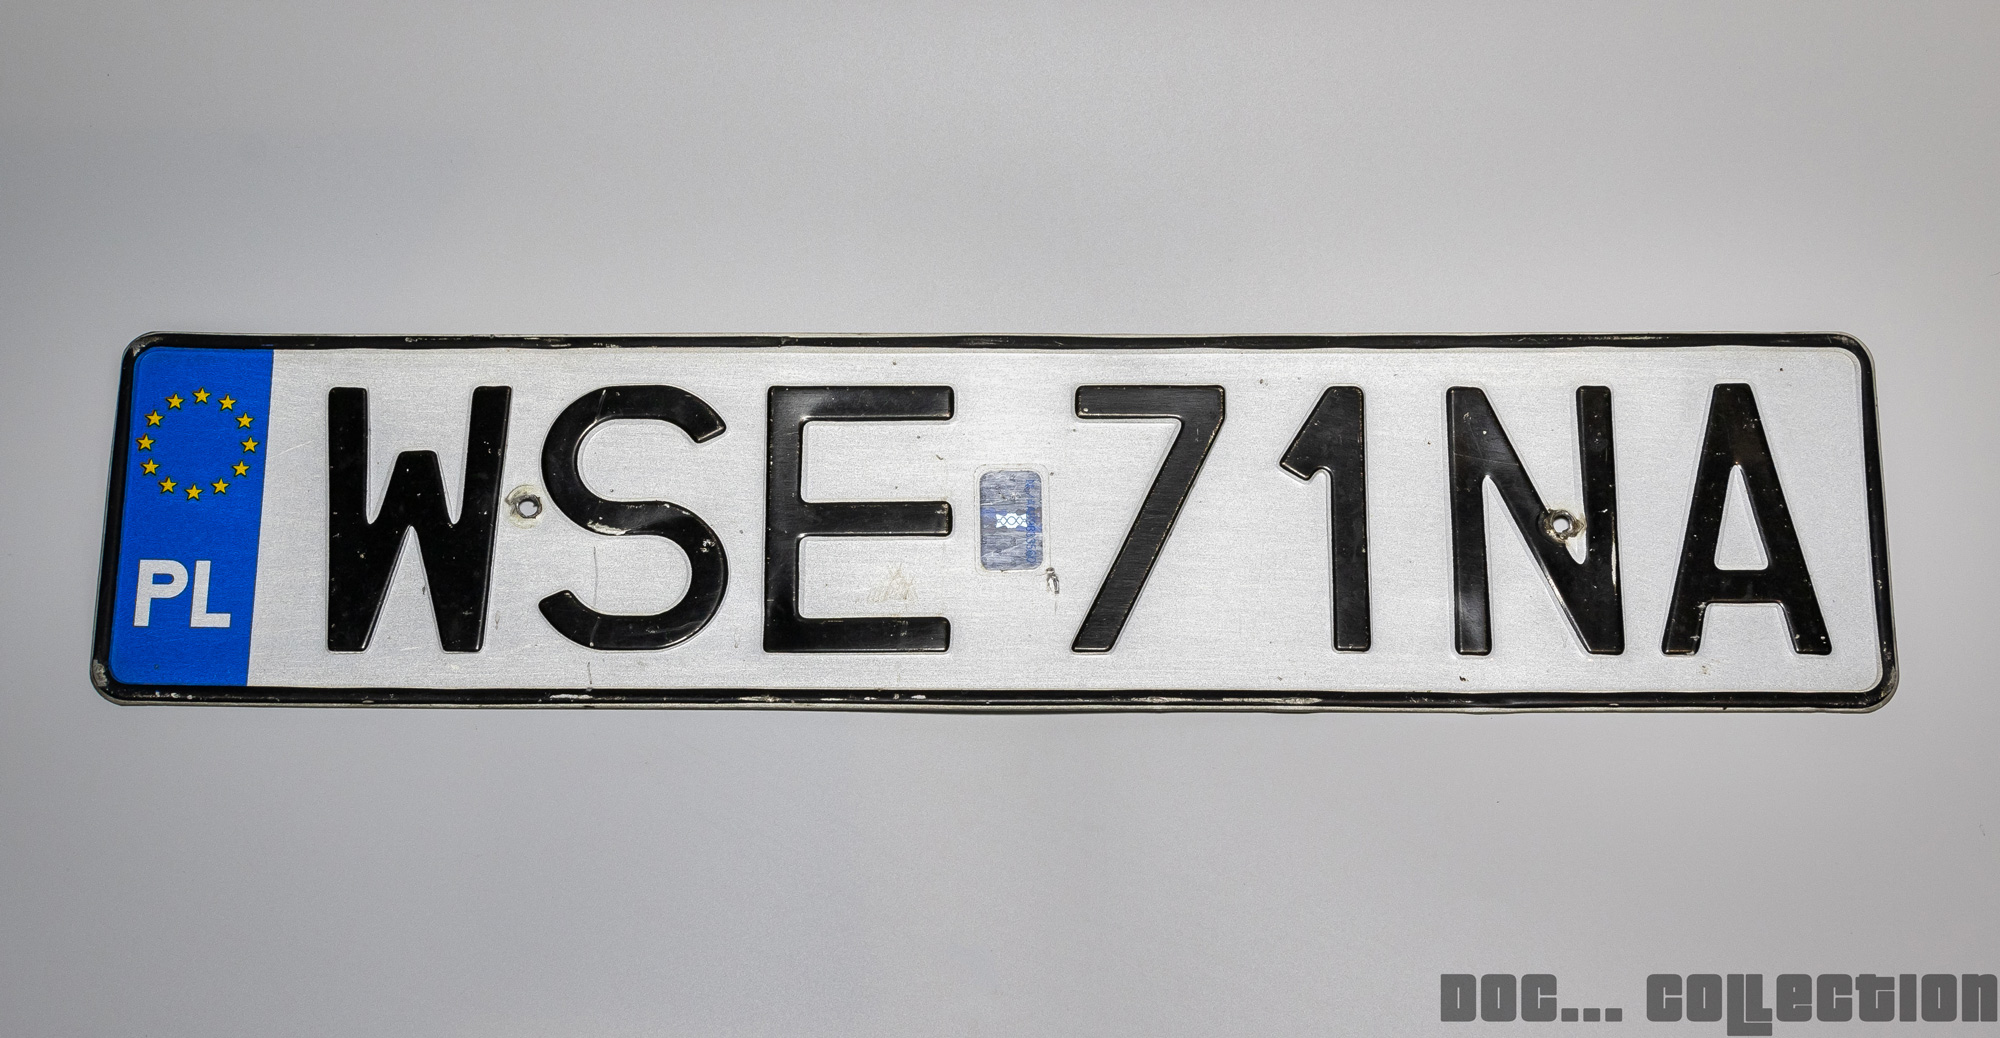 PL
WSE 71NA
DOC... COLLECTION